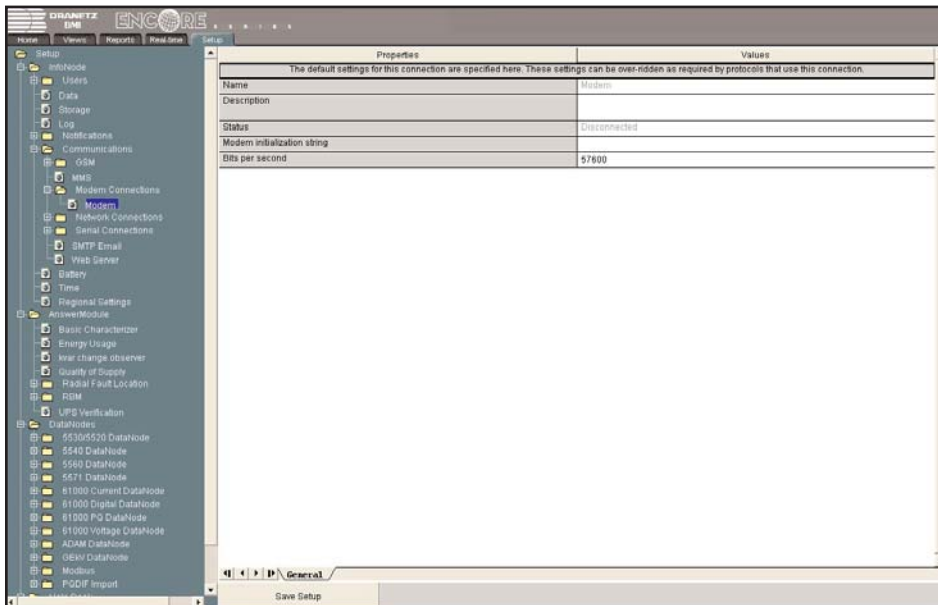 DRANETZ
BMI
ENCORE
series
Home Views Reports Real-time Setup
Setup
InfoNode
Users
Data
Storage
Log
Notifications
Communications
GSM
MMS
Modem Connections
Modem
Network Connections
Serial Connections
SMTP Email
Web Server
Battery
Time
Regional Settings
AnswerModule
Basic Characterizer
Energy Usage
kvar change observer
Quality of Supply
Radial Fault Location
RBM
UPS Verification
DataNodes
5530/5520 DataNode
5540 DataNode
5560 DataNode
5571 DataNode
61000 Current DataNode
61000 Digital DataNode
61000 PQ DataNode
61000 Voltage DataNode
ADAM DataNode
GEkV DataNode
Modbus
PQDIF Import
Properties Values
The default settings for this connection are specified here. These settings can be over-ridden as required by protocols that use this connection.
Name Modem
Description
Status Disconnected
Modem initialization string
Bits per second 57600
General
Save Setup